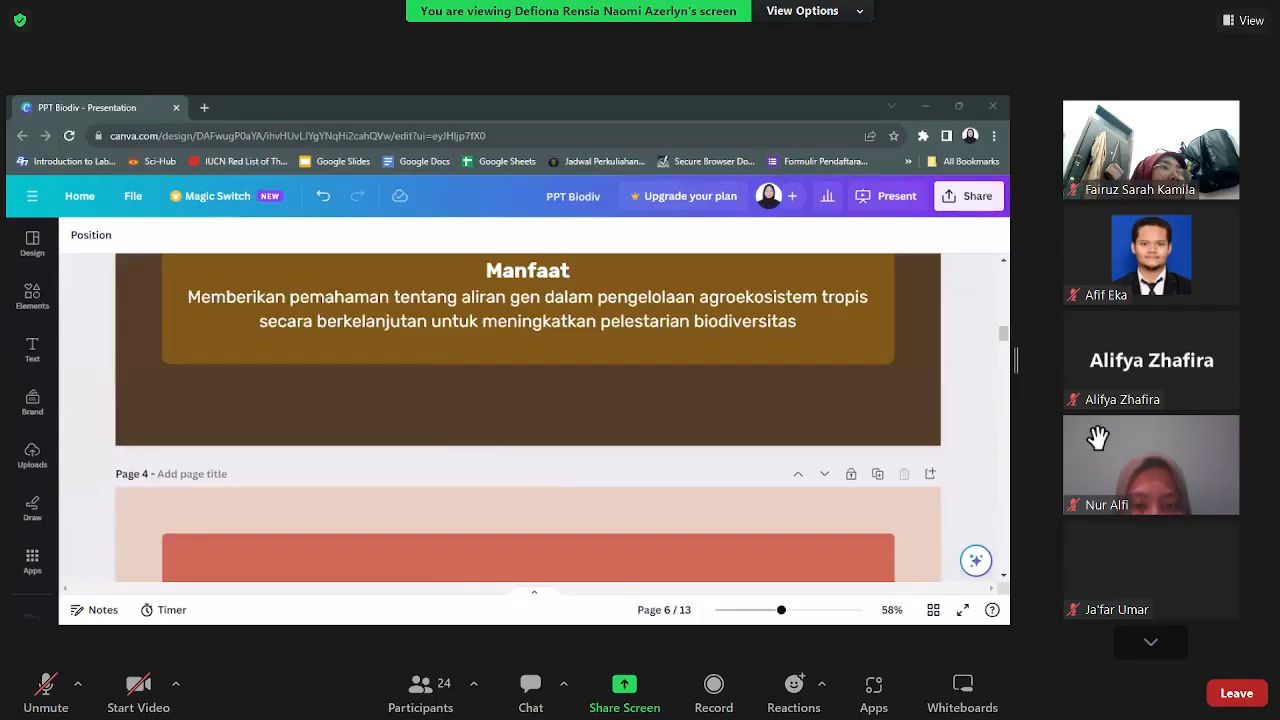 You are viewing Defiona Rensia Naomi Azerlyn's screen
View Options
View
PPT Biodiv - Presentation
canva.com/design/DAFwugP0aYA/ihvHUvLJYgYNqHi2cahQVw/edit?ui=eyJHIjp7fX0
Introduction to Lab...
Sci-Hub
IUCN Red List of Th...
Google Slides
Google Docs
Google Sheets
Jadwal Perkuliahan...
Secure Browser Do...
Formulir Pendaftara...
»
All Bookmarks
Home
File
Magic Switch
NEW
PPT Biodiv
Upgrade your plan
Present
Share
Design
Elements
Text
Brand
Uploads
Draw
Apps
Position
Manfaat
Memberikan pemahaman tentang aliran gen dalam pengelolaan agroekosistem tropis
secara berkelanjutan untuk meningkatkan pelestarian biodiversitas
Page 4 - Add page title
Notes
Timer
Page 6 / 13
58%
Faruz Sarah Kamila
Afif Eka
Alifya Zhafira
Alifya Zhafira
Nur Alfi
Ja'far Umar
Unmute
Start Video
24
Participants
Chat
Share Screen
Record
Reactions
Apps
Whiteboards
Leave